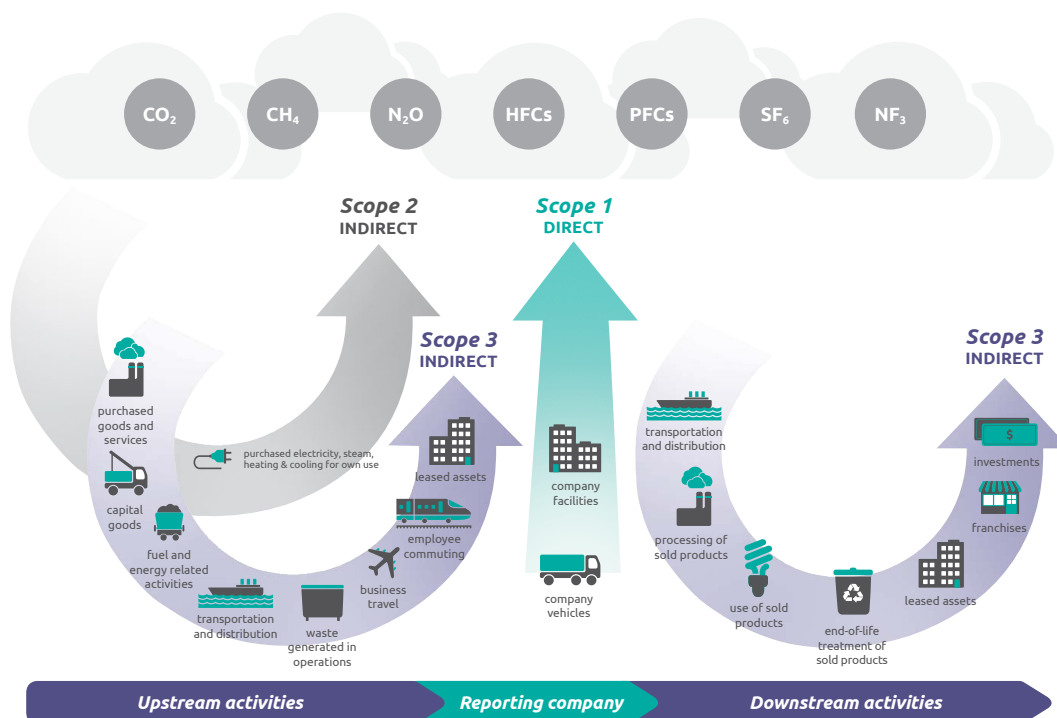 CO₂
CH₄
N₂O
HFCs
PFCs
SF₆
NF₃
Scope 2
INDIRECT
Scope 1
DIRECT
Scope 3
INDIRECT
Scope 3
INDIRECT
purchased
goods and
services
capital
goods
fuel and
energy related
activities
transportation
and distribution
waste
generated in
operations
business
travel
employee
commuting
leased assets
purchased electricity, steam,
heating & cooling for own use
company
facilities
company
vehicles
transportation
and distribution
processing of
sold products
use of sold
products
end-of-life
treatment of
sold products
leased assets
franchises
$
investments
Upstream activities
Reporting company
Downstream activities